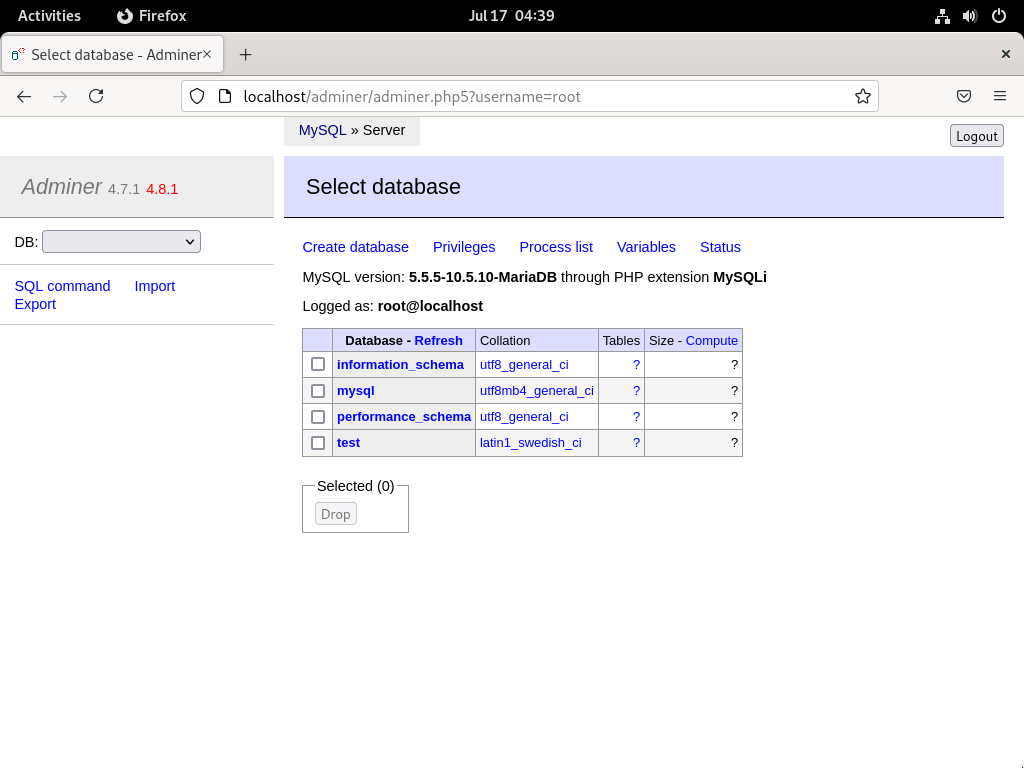 Activities Firefox Jul 17 04:39
Select database - Adminer
localhost/adminer/adminer.php5?username=root
MySQL » Server
Logout
Adminer 4.7.1 4.8.1
Select database
DB:
SQL command Import
Export
Create database Privileges Process list Variables Status
MySQL version: 5.5.5-10.5.10-MariaDB through PHP extension MySQLi
Logged as: root@localhost
Database - Refresh Collation Tables Size - Compute
information_schema utf8_general_ci ? ?
mysql utf8mb4_general_ci ? ?
performance_schema utf8_general_ci ? ?
test latin1_swedish_ci ? ?
Selected (0)
Drop